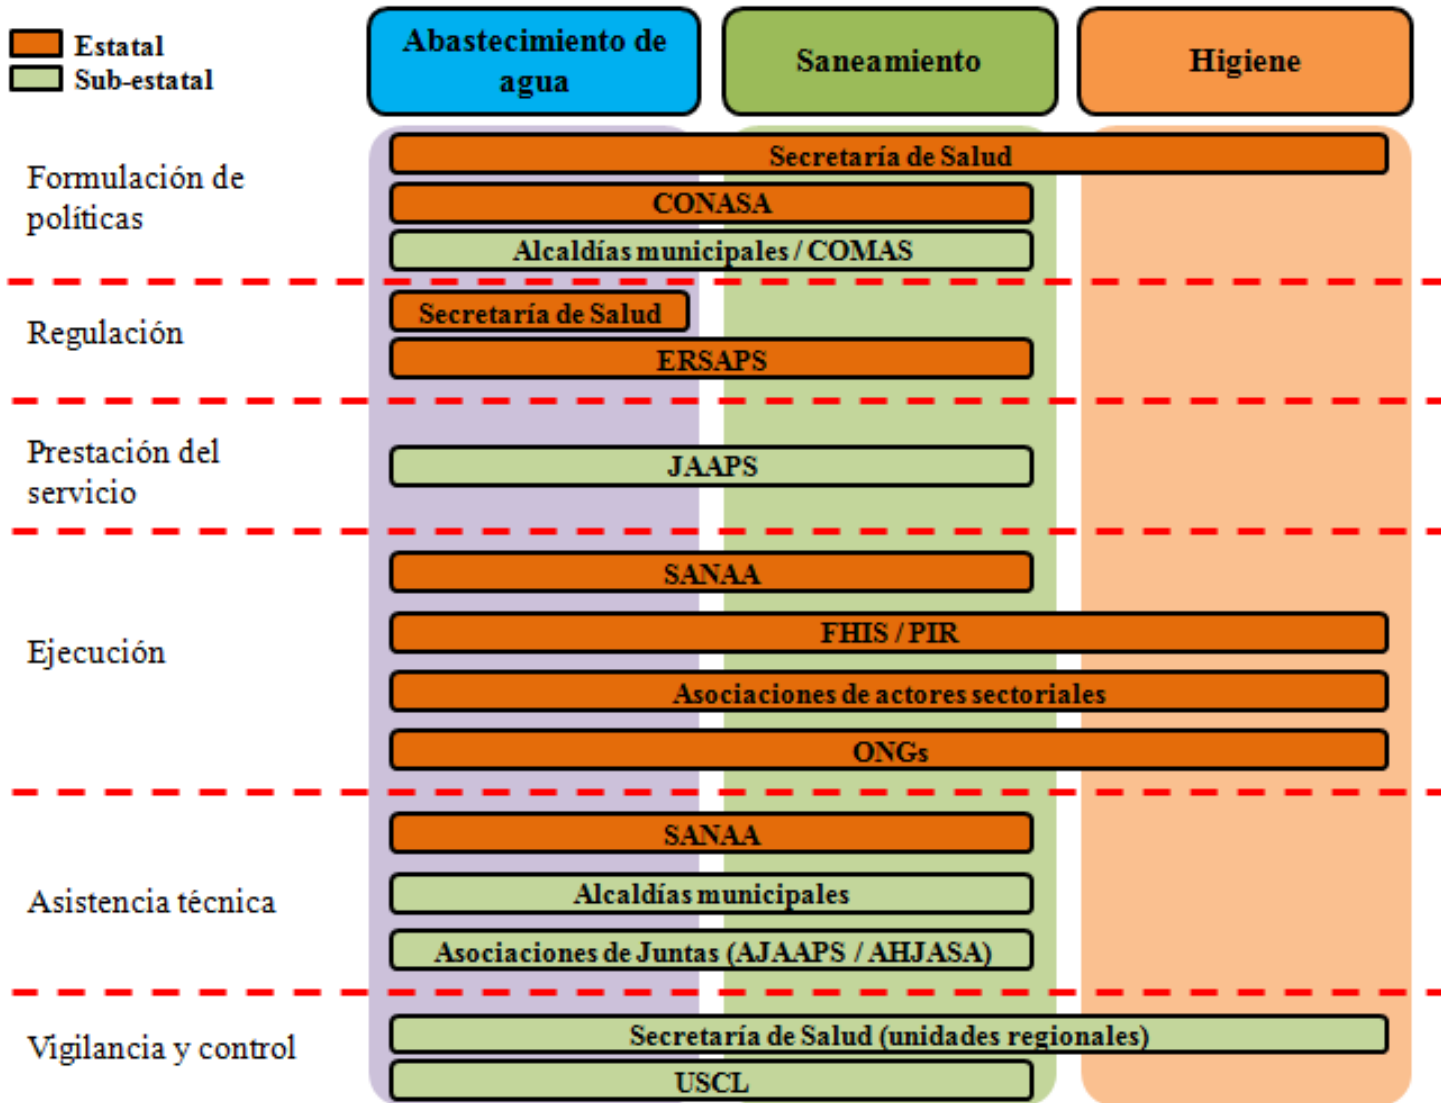 Estatal
Sub-estatal
Abastecimiento de
agua
Saneamiento
Higiene
Formulación de
políticas
Secretaría de Salud
CONASA
Alcaldías municipales / COMAS
Regulación
Secretaría de Salud
ERSAPS
Prestación del
servicio
JAAPS
Ejecución
SANAA
FHIS / PIR
Asociaciones de actores sectoriales
ONGs
Asistencia técnica
SANAA
Alcaldías municipales
Asociaciones de Juntas (AJAAPS / AHJASA)
Vigilancia y control
Secretaría de Salud (unidades regionales)
USCL